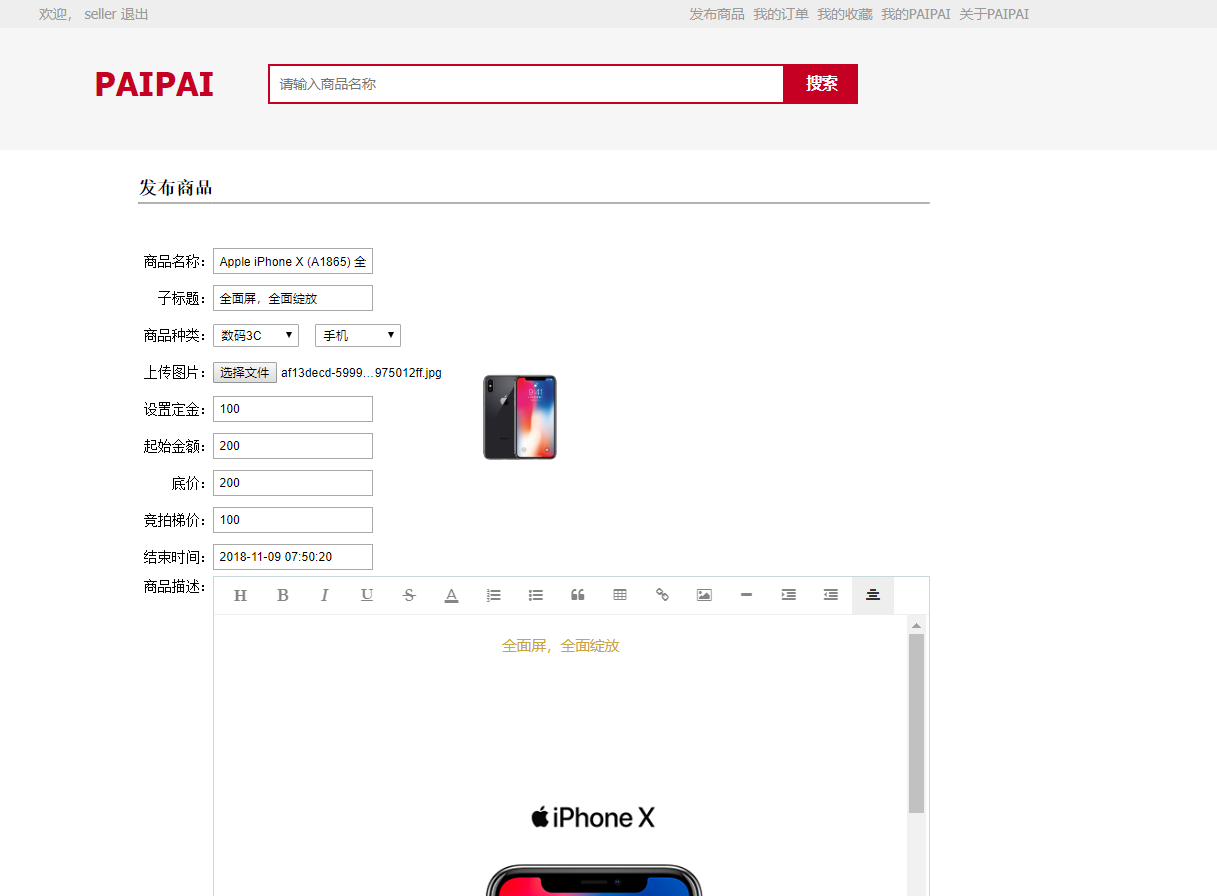 欢迎， seller 退出 发布商品 我的订单 我的收藏 我的PAIPAI 关于PAIPAI
PAIPAI 请输入商品名称 搜索
发布商品
商品名称： Apple iPhone X (A1865) 全
子标题： 全面屏，全面绽放
商品种类： 数码3C 手机
上传图片： 选择文件 af13decd-5999...975012ff.jpg
9:41
设置定金： 100
起始金额： 200
底价： 200
竞拍梯价： 100
结束时间： 2018-11-09 07:50:20
商品描述： H B I U S A
全面屏，全面绽放
iPhone X